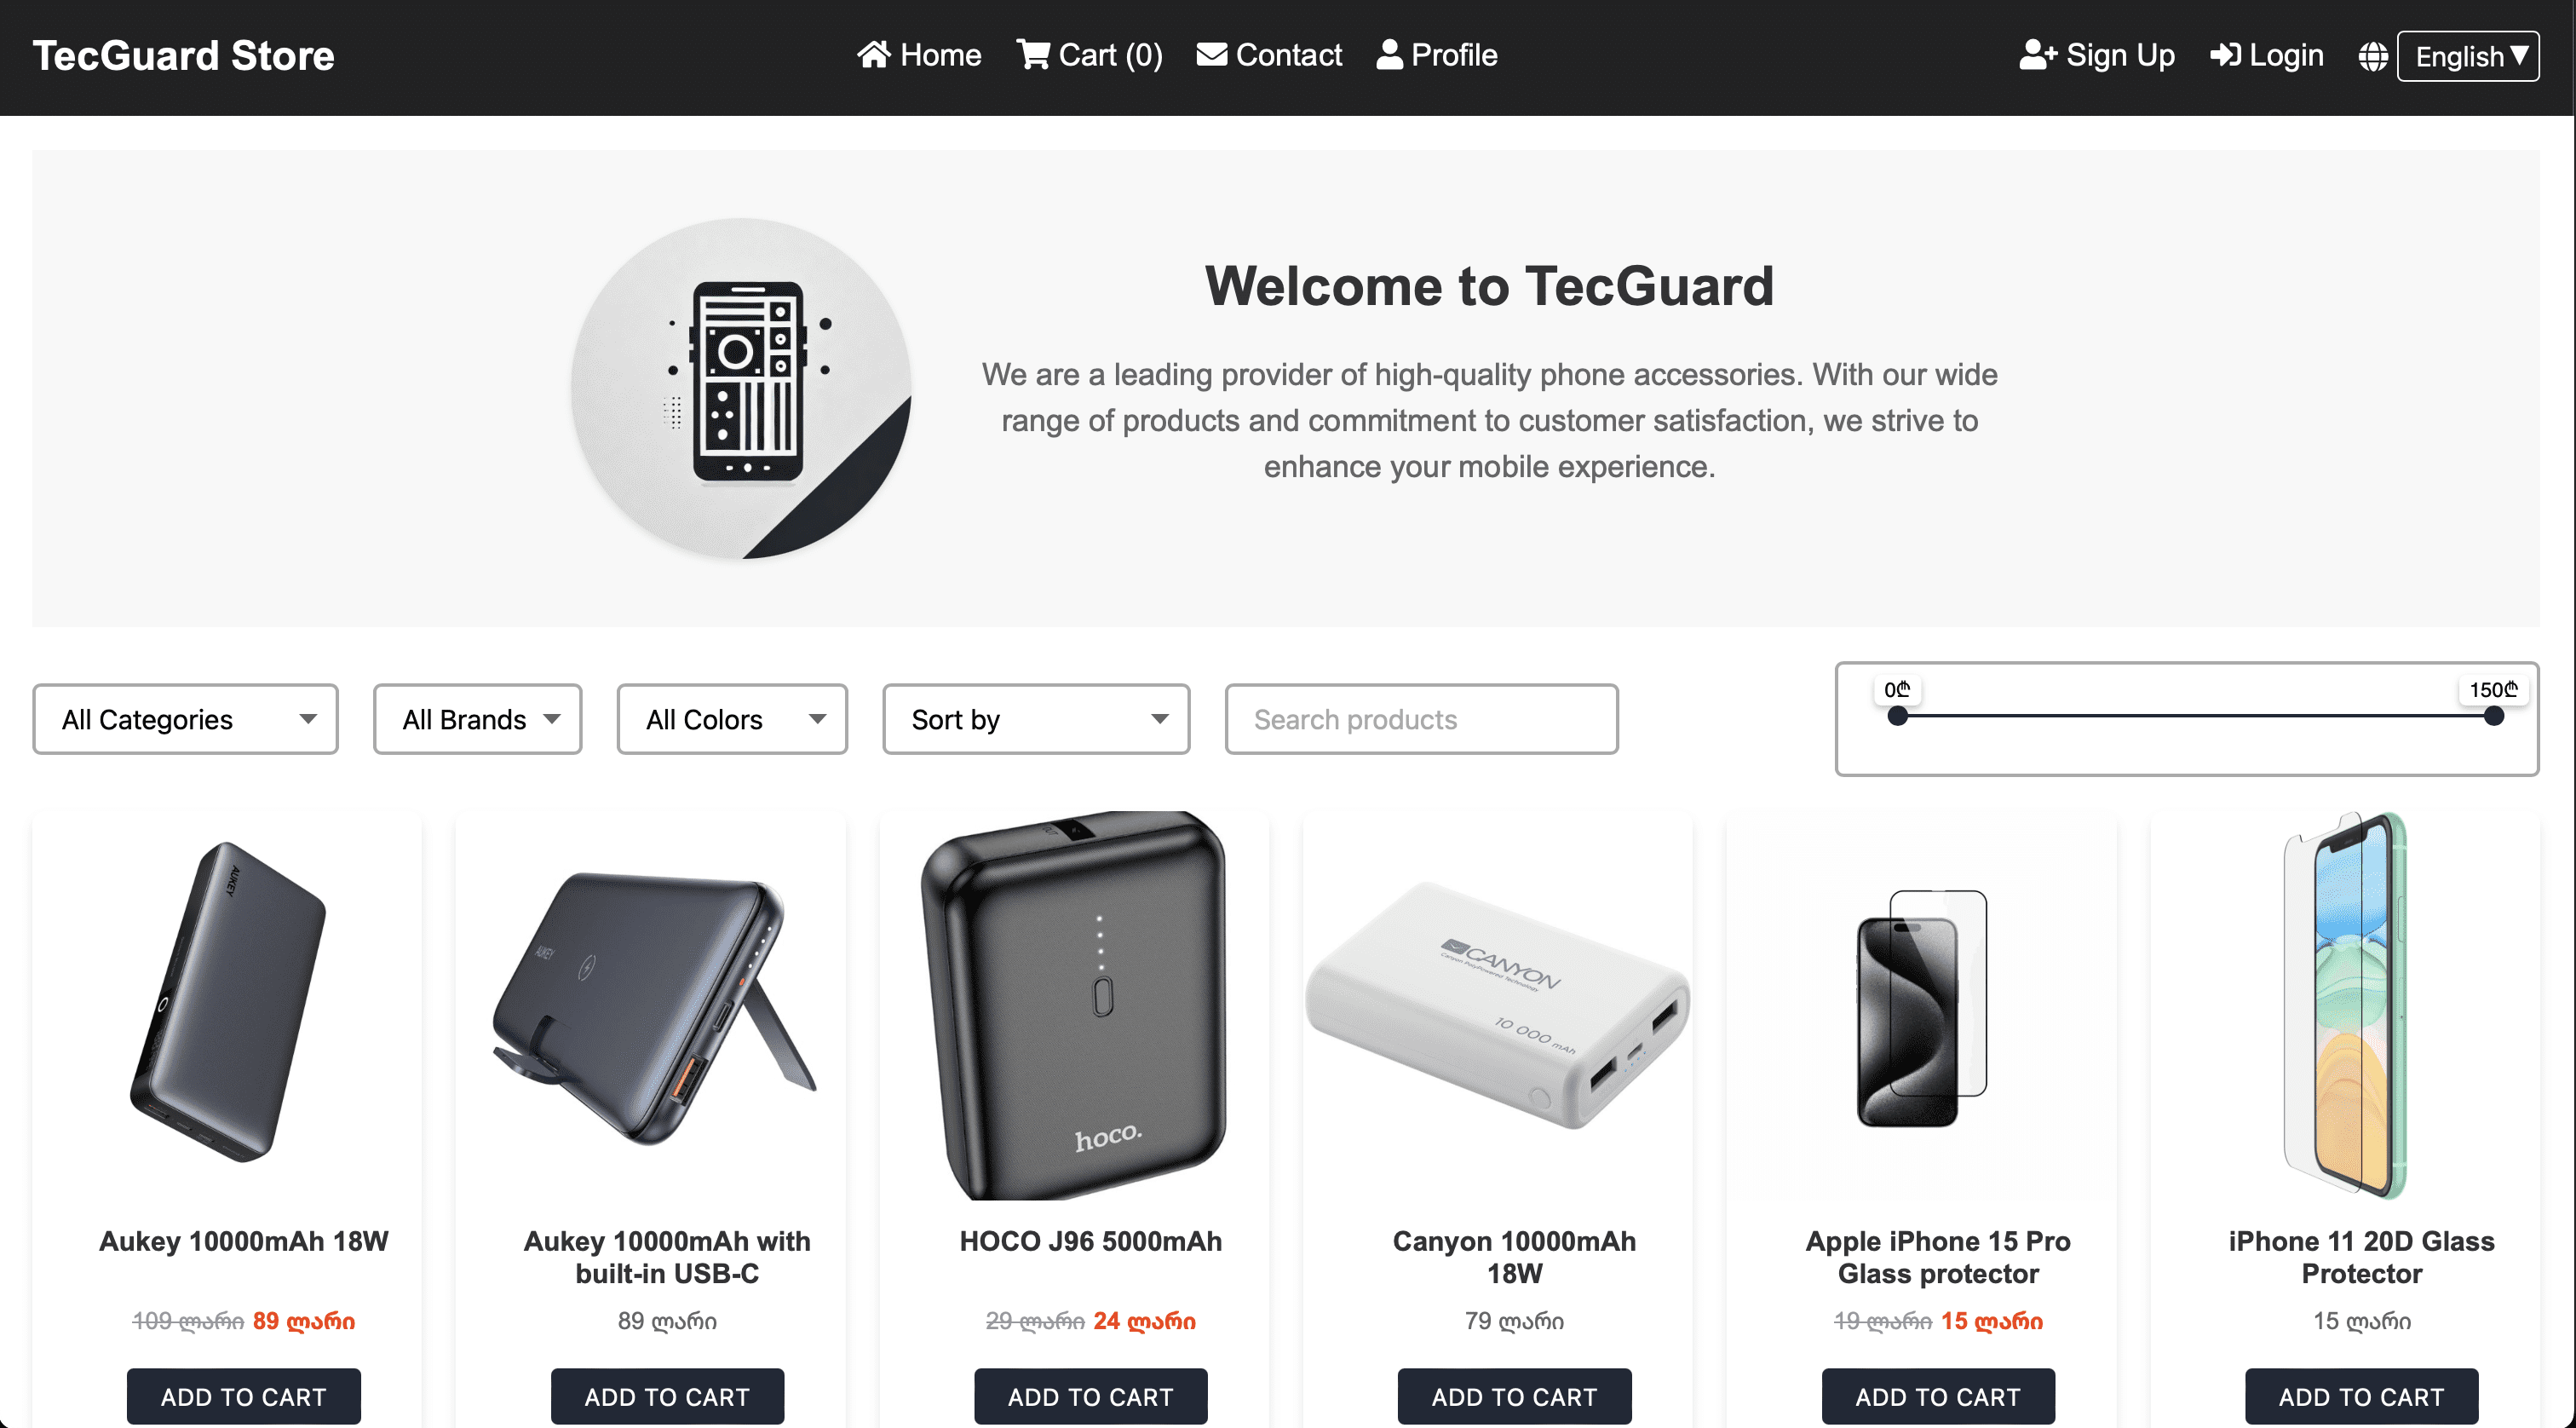 TecGuard Store
Home
Cart (0)
Contact
Profile
Sign Up
Login
English ▼
Welcome to TecGuard
We are a leading provider of high-quality phone accessories. With our wide
range of products and commitment to customer satisfaction, we strive to
enhance your mobile experience.
All Categories
All Brands
All Colors
Sort by
Search products
0₾
150₾
AUKEY
AUKEY
OUT
hoco.
CANYON
Canyon PolyPowered Technology
10 000 mAh
Aukey 10000mAh 18W
109 ლარი 89 ლარი
ADD TO CART
Aukey 10000mAh with
built-in USB-C
89 ლარი
ADD TO CART
HOCO J96 5000mAh
29 ლარი 24 ლარი
ADD TO CART
Canyon 10000mAh
18W
79 ლარი
ADD TO CART
Apple iPhone 15 Pro
Glass protector
19 ლარი 15 ლარი
ADD TO CART
iPhone 11 20D Glass
Protector
15 ლარი
ADD TO CART